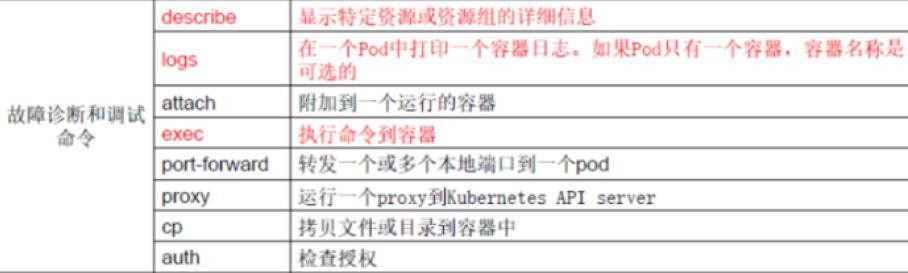 describe 显示特定资源或资源组的详细信息
logs 在一个Pod中打印一个容器日志。如果Pod只有一个容器，容器名称是
可选的
故障诊断和调试
命令
attach 附加到一个运行的容器
exec 执行命令到容器
port-forward 转发一个或多个本地端口到一个pod
proxy 运行一个proxy到Kubernetes API server
cp 拷贝文件或目录到容器中
auth 检查授权